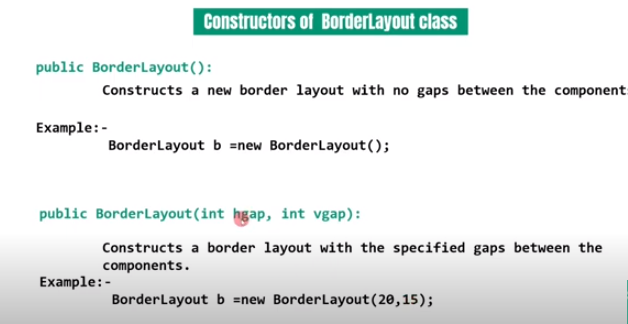 Constructors of BorderLayout class
public BorderLayout():
Constructs a new border layout with no gaps between the component
Example:-
BorderLayout b =new BorderLayout();
public BorderLayout(int hgap, int vgap):
Constructs a border layout with the specified gaps between the
components.
Example:-
BorderLayout b =new BorderLayout(20,15);